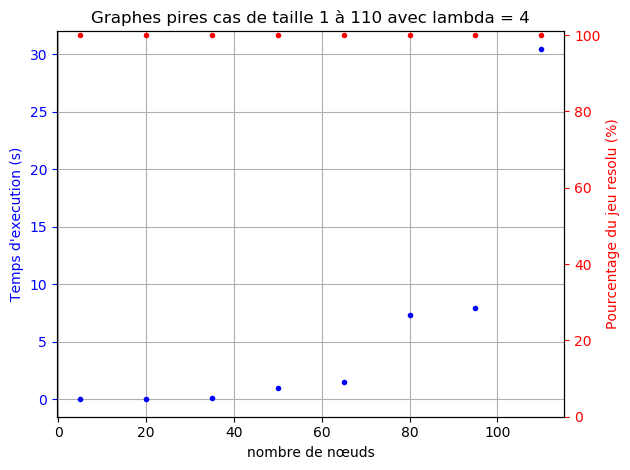 Graphes pires cas de taille 1 à 110 avec lambda = 4
30
25
20
15
10
5
0
Temps d'execution (s)
100
80
60
40
20
0
Pourcentage du jeu resolu (%)
0 20 40 60 80 100
nombre de nœuds